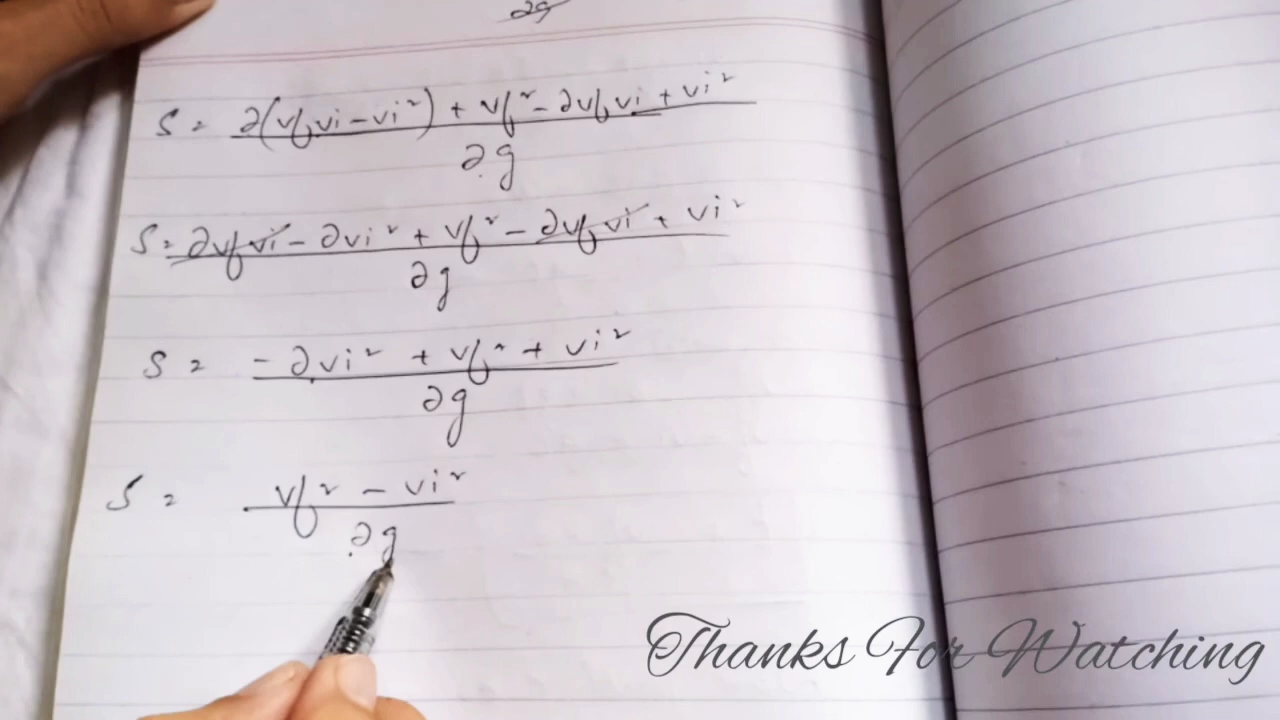 2g
S = 2(vf vi - vi²) + vf² - 2vf vi + vi²
2g
S = 2vf vi - 2vi² + vf² - 2vf vi + vi²
2g
S = - 2vi² + vf² + vi²
2g
S = vf² - vi²
2g
Thanks For Watching